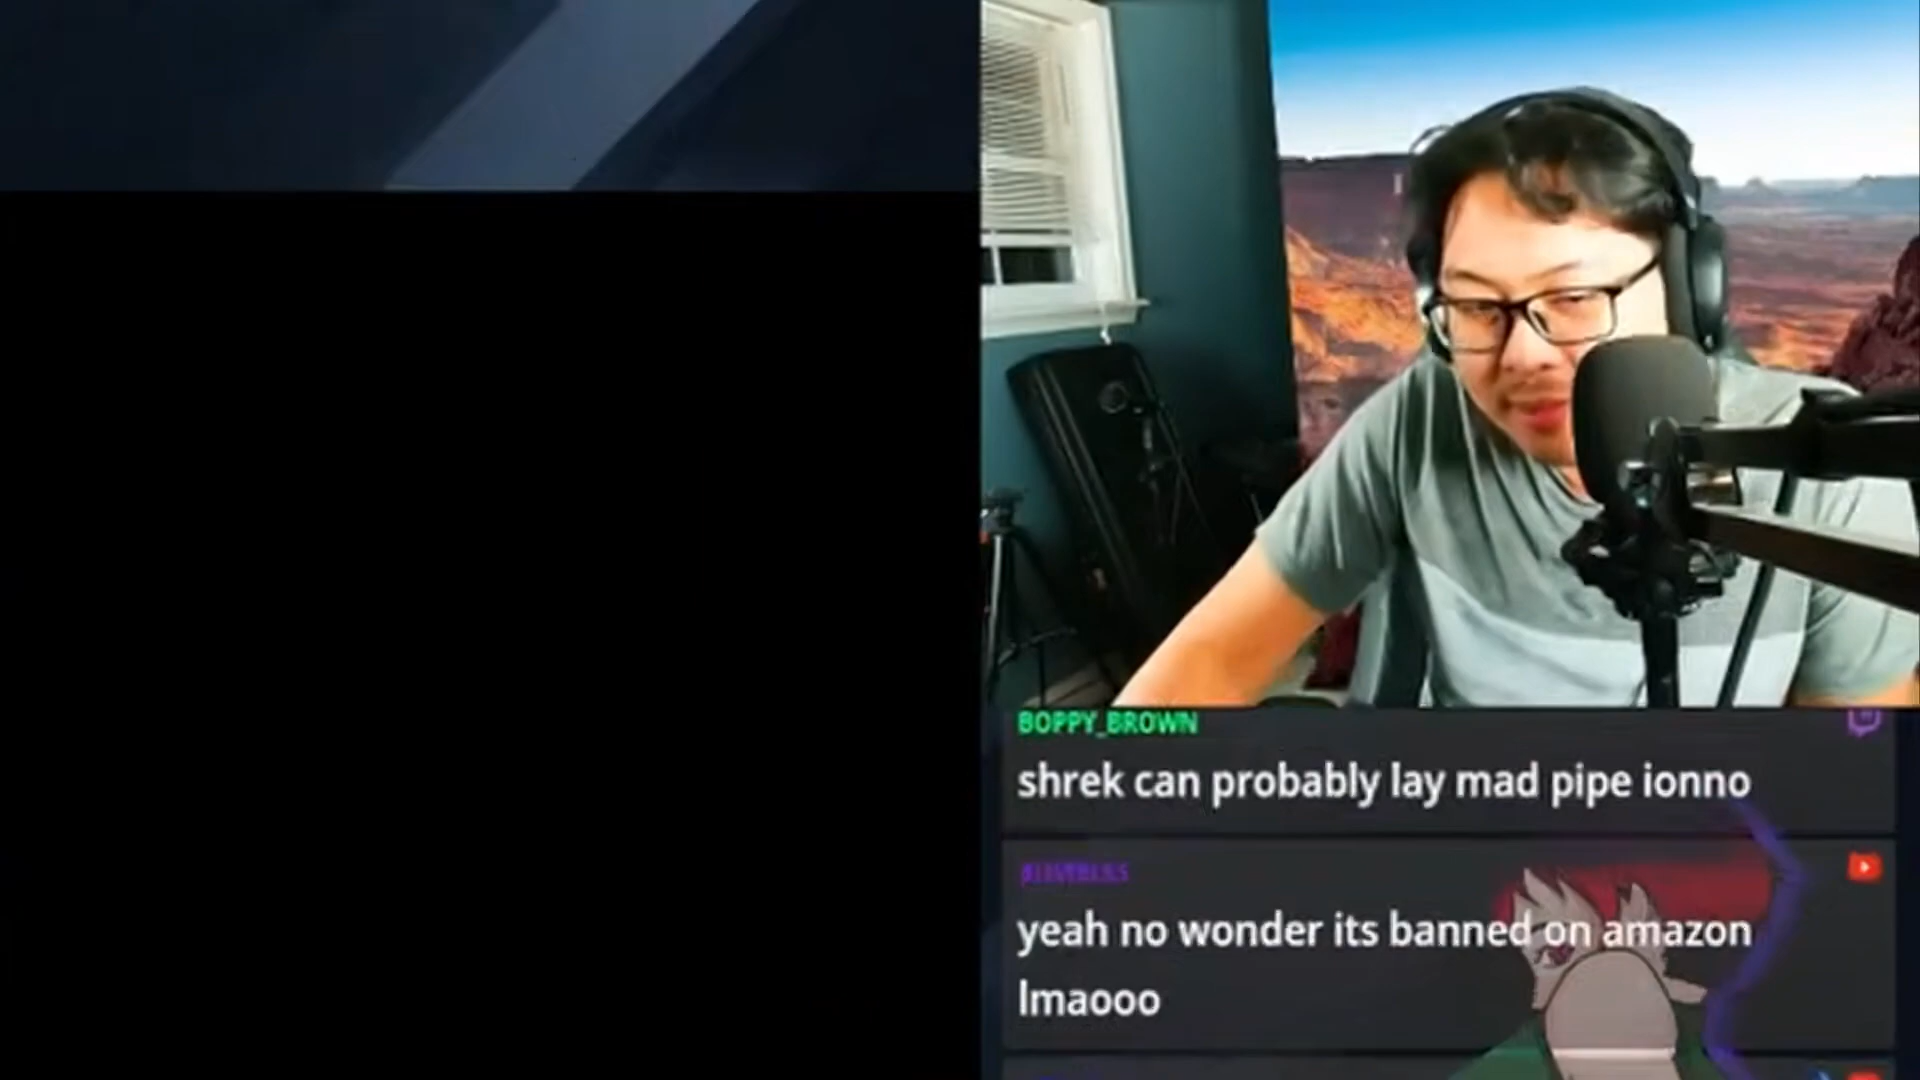 BOPPY_BROWN
shrek can probably lay mad pipe ionno
yeah no wonder its banned on amazon
lmaooo